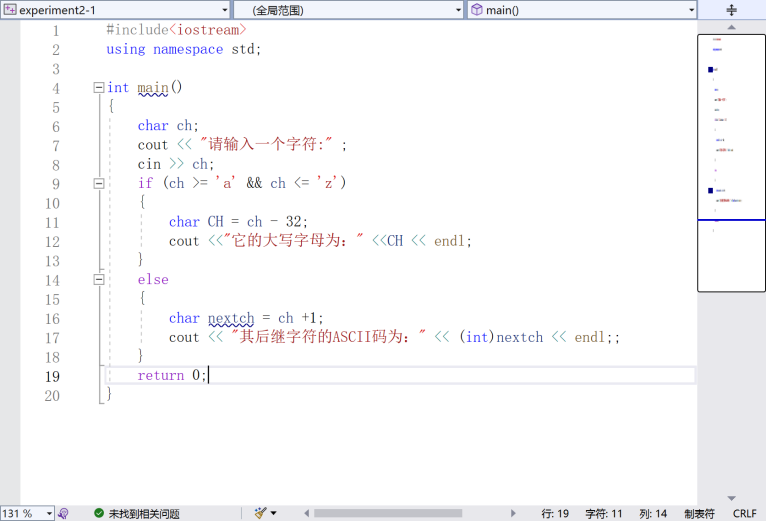 experiment2-1 (全局范围) main()
1 #include<iostream>
2 using namespace std;
3
4 int main()
5 {
6 char ch;
7 cout << "请输入一个字符:" ;
8 cin >> ch;
9 if (ch >= 'a' && ch <= 'z')
10 {
11 char CH = ch - 32;
12 cout <<"它的大写字母为：" <<CH << endl;
13 }
14 else
15 {
16 char nextch = ch +1;
17 cout << "其后继字符的ASCII码为：" << (int)nextch << endl;;
18 }
19 return 0;
20 }
131 % 未找到相关问题 行: 19 字符: 11 列: 14 制表符 CRLF